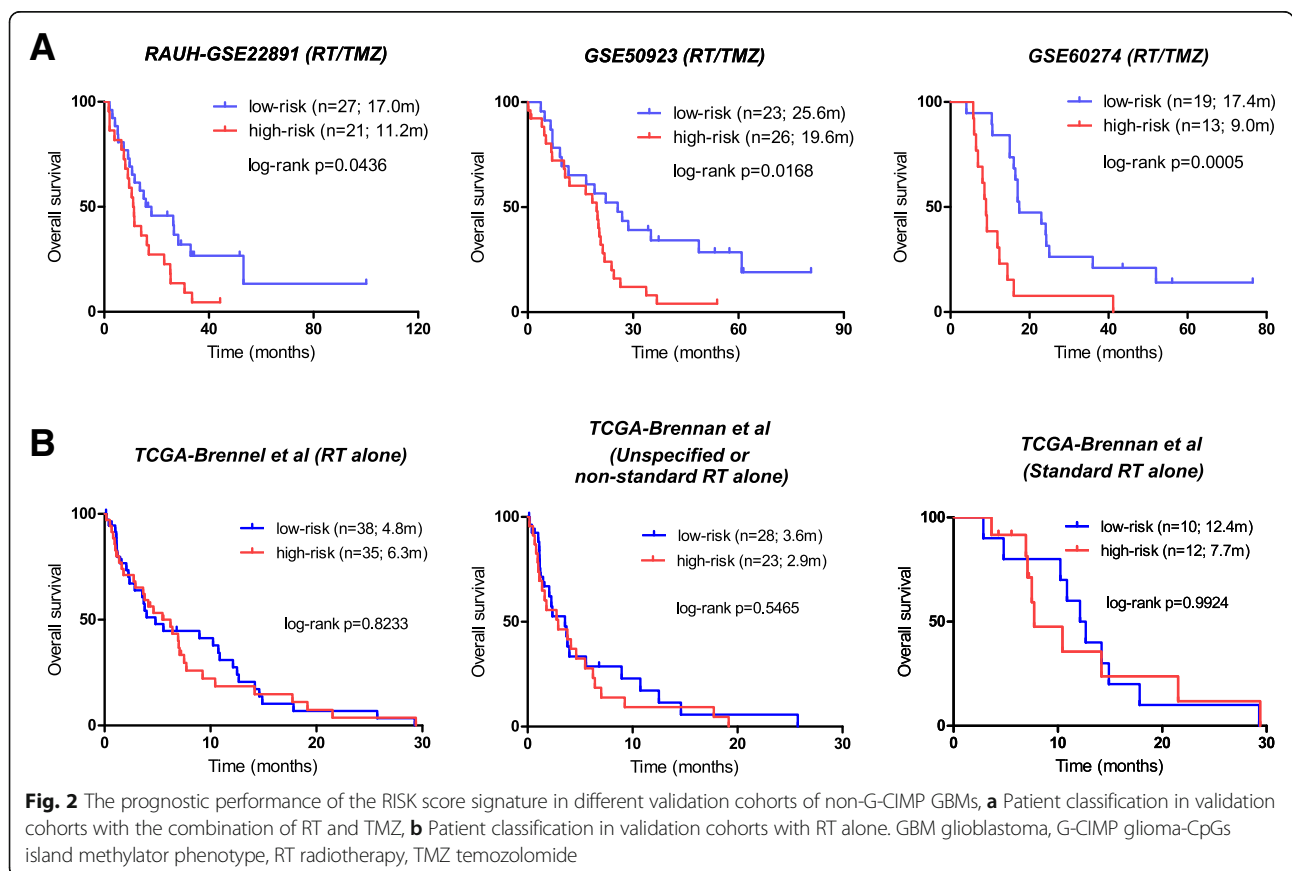 A
RAUH-GSE22891 (RT/TMZ)
100
50
0
Overall survival
low-risk (n=27; 17.0m)
high-risk (n=21; 11.2m)
log-rank p=0.0436
0 40 80 120
Time (months)
GSE50923 (RT/TMZ)
100
50
0
Overall survival
low-risk (n=23; 25.6m)
high-risk (n=26; 19.6m)
log-rank p=0.0168
0 30 60 90
Time (months)
GSE60274 (RT/TMZ)
100
50
0
Overall survival
low-risk (n=19; 17.4m)
high-risk (n=13; 9.0m)
log-rank p=0.0005
0 20 40 60 80
Time (months)
B
TCGA-Brennel et al (RT alone)
100
50
0
Overall survival
low-risk (n=38; 4.8m)
high-risk (n=35; 6.3m)
log-rank p=0.8233
0 10 20 30
Time (months)
TCGA-Brennan et al
(Unspecified or
non-standard RT alone)
100
50
0
Overall survival
low-risk (n=28; 3.6m)
high-risk (n=23; 2.9m)
log-rank p=0.5465
0 10 20 30
Time (months)
TCGA-Brennan et al
(Standard RT alone)
100
50
0
Overall survival
low-risk (n=10; 12.4m)
high-risk (n=12; 7.7m)
log-rank p=0.9924
0 10 20 30
Time (months)
Fig. 2 The prognostic performance of the RISK score signature in different validation cohorts of non-G-CIMP GBMs, a Patient classification in validation
cohorts with the combination of RT and TMZ, b Patient classification in validation cohorts with RT alone. GBM glioblastoma, G-CIMP glioma-CpGs
island methylator phenotype, RT radiotherapy, TMZ temozolomide